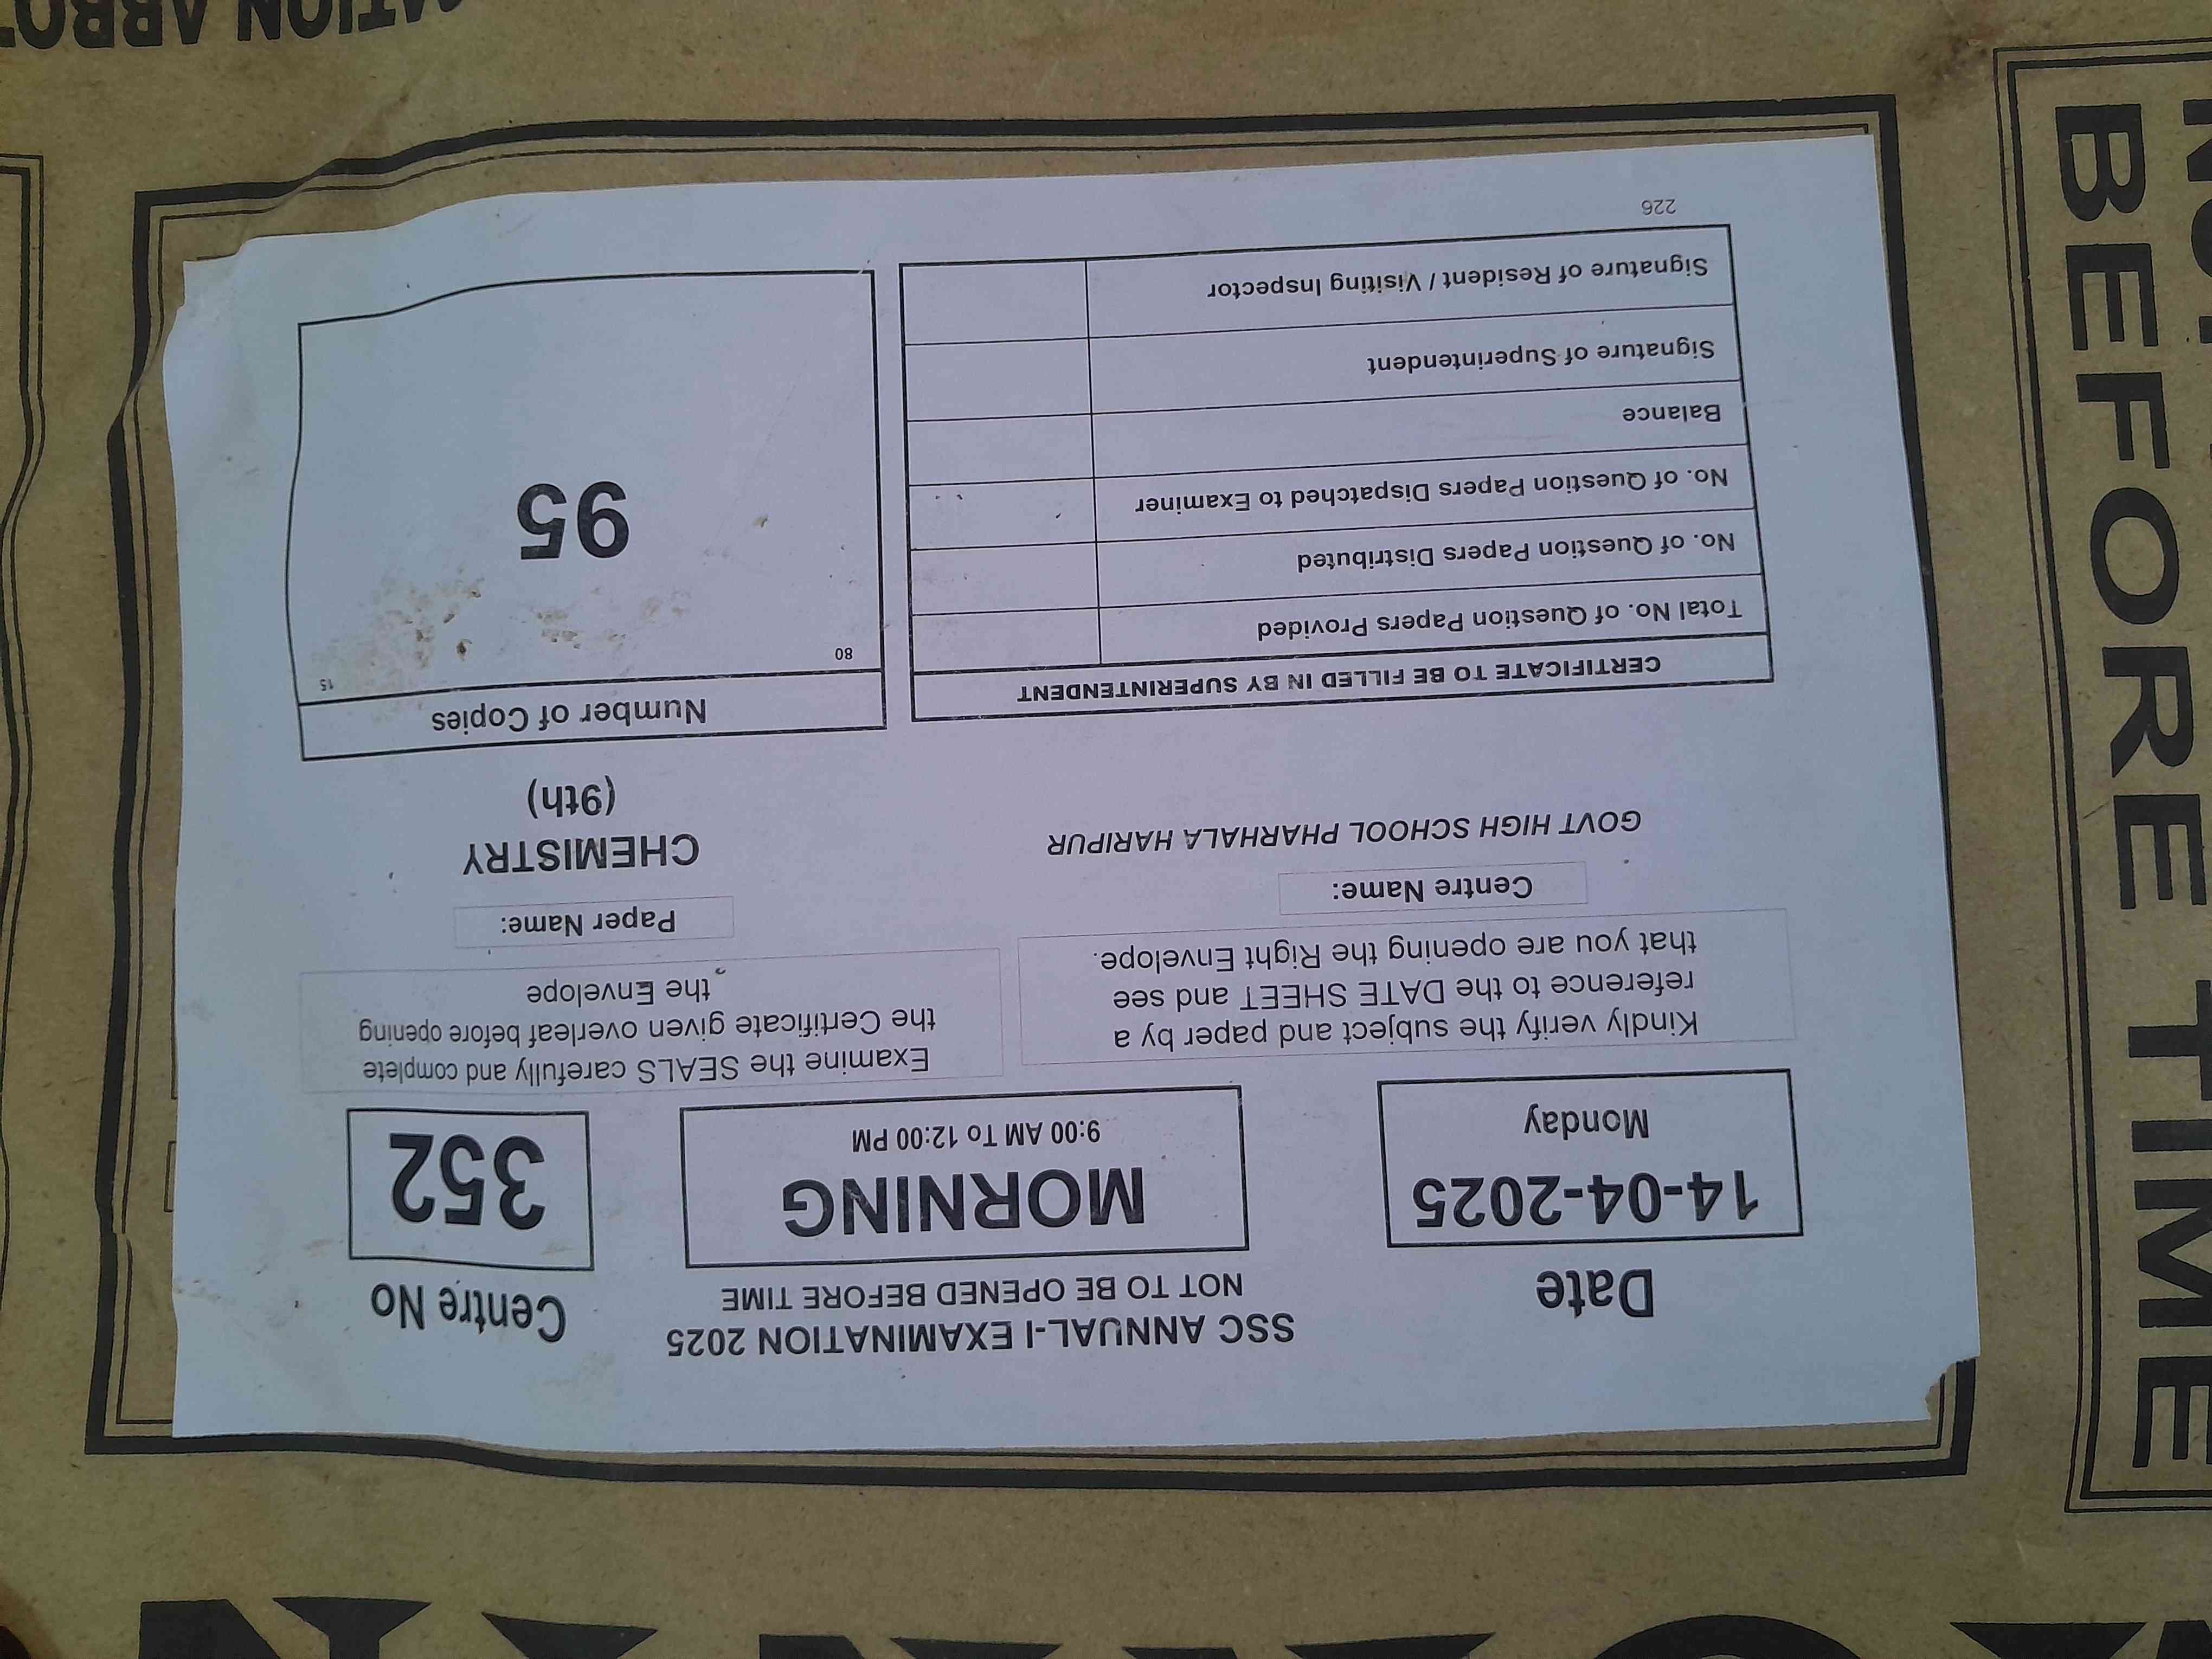 SSC ANNUAL-I EXAMINATION 2025
NOT TO BE OPENED BEFORE TIME
Date
14-04-2025
Monday
MORNING
9:00 AM To 12:00 PM
Centre No
352
Kindly verify the subject and paper by a
reference to the DATE SHEET and see
that you are opening the Right Envelope.
Examine the SEALS carefully and complete
the Certificate given overleaf before opening
the Envelope
Centre Name:
GOVT HIGH SCHOOL PHARHALA HARIPUR
Paper Name:
CHEMISTRY
(9th)
CERTIFICATE TO BE FILLED IN BY SUPERINTENDENT
Total No. of Question Papers Provided
No. of Question Papers Distributed
No. of Question Papers Dispatched to Examiner
Balance
Signature of Superintendent
Signature of Resident / Visiting Inspector
226
Number of Copies
80
15
95
BEFORE TIME